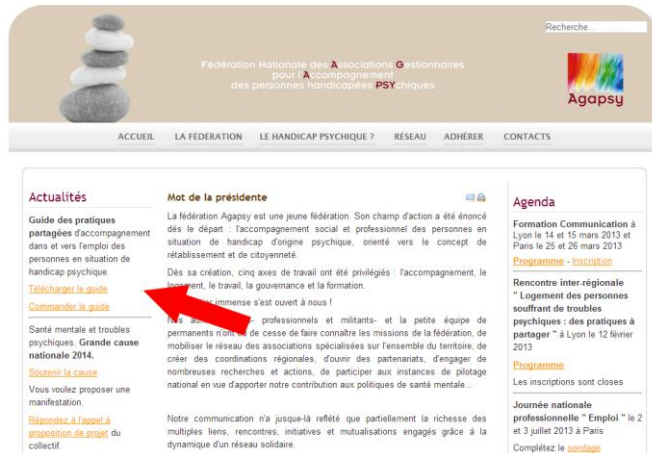 Recherche...
Fédération Nationale des Associations Gestionnaires
pour l'Accompagnement
des personnes handicapées PSYchiques
Agapsy
ACCUEIL LA FÉDÉRATION LE HANDICAP PSYCHIQUE ? RÉSEAU ADHÉRER CONTACTS
Actualités
Guide des pratiques
partagées d'accompagnement
dans et vers l'emploi des
personnes en situation de
handicap psychique.
Télécharger le guide
Commander le guide
Santé mentale et troubles
psychiques. Grande cause
nationale 2014.
Soutenir la cause
Vous voulez proposer une
manifestation.
Répondez à l'appel à
proposition de projet du
collectif.
Mot de la présidente
La fédération Agapsy est une jeune fédération. Son champ d'action a été énoncé
dès le départ : l'accompagnement social et professionnel des personnes en
situation de handicap d'origine psychique, orienté vers le concept de
rétablissement et de citoyenneté.
Dès sa création, cinq axes de travail ont été privilégiés : l'accompagnement, le
logement, le travail, la gouvernance et la formation.
immense s'est ouvert à nous !
professionnels et militants- et la petite équipe de
permanents n'ont de cesse de faire connaître les missions de la fédération, de
mobiliser le réseau des associations spécialisées sur l'ensemble du territoire, de
créer des coordinations régionales, d'ouvrir des partenariats, d'engager de
nombreuses recherches et actions, de participer aux instances de pilotage
national en vue d'apporter notre contribution aux politiques de santé mentale...
Notre communication n'a jusque-là reflété que partiellement la richesse des
multiples liens, rencontres, initiatives et mutualisations engagés grâce à la
dynamique d'un réseau solidaire.
Agenda
Formation Communication à
Lyon le 14 et 15 mars 2013 et
Paris le 25 et 26 mars 2013
Programme - Inscription
Rencontre inter-régionale
" Logement des personnes
souffrant de troubles
psychiques : des pratiques à
partager " à Lyon le 12 février
2013
Programme
Les inscriptions sont closes
Journée nationale
professionnelle " Emploi " le 2
et 3 juillet 2013 à Paris
Complétez le sondage